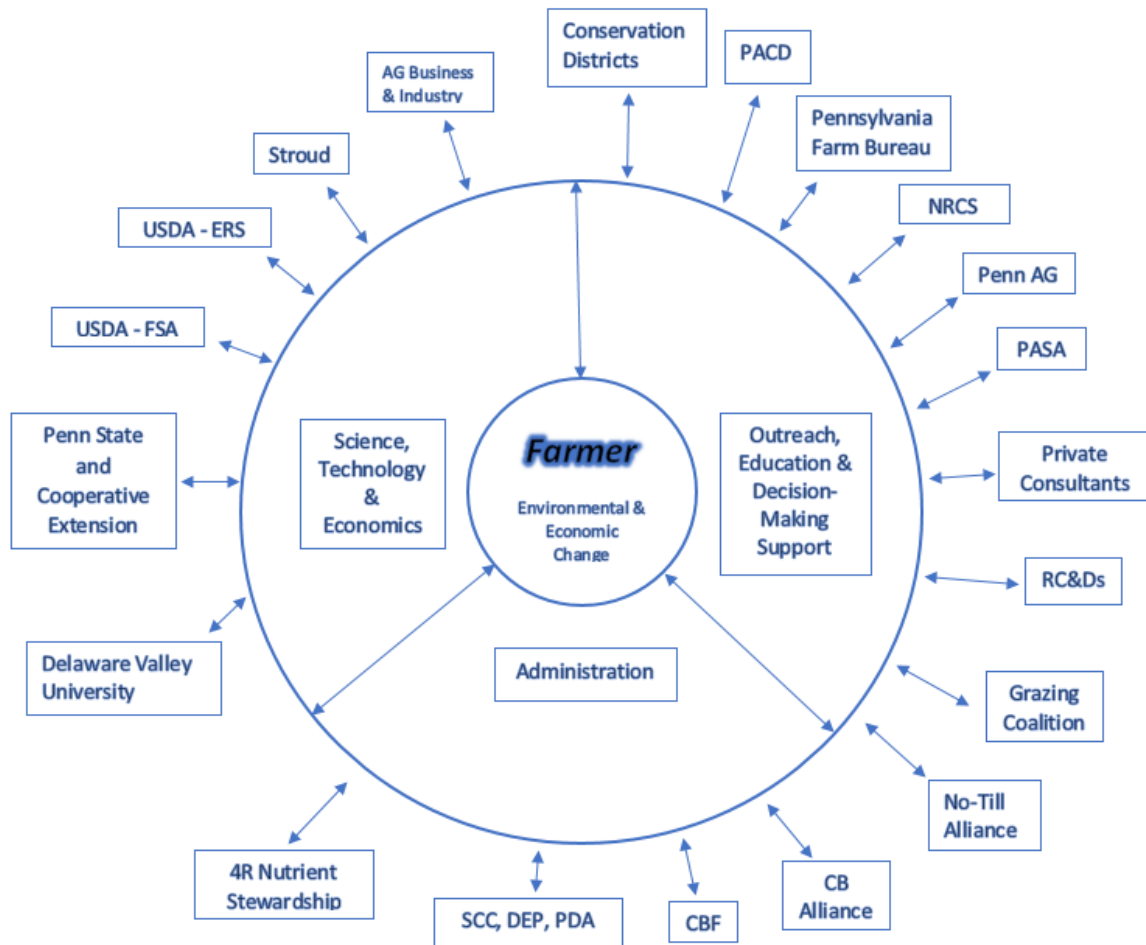 Conservation
Districts
PACD
AG Business
& Industry
Pennsylvania
Farm Bureau
Stroud
NRCS
USDA - ERS
Penn AG
USDA - FSA
PASA
Penn State
and
Cooperative
Extension
Science,
Technology
&
Economics
Farmer
Environmental &
Economic
Change
Outreach,
Education &
Decision-
Making
Support
Private
Consultants
RC&Ds
Delaware Valley
University
Administration
Grazing
Coalition
No-Till
Alliance
4R Nutrient
Stewardship
SCC, DEP, PDA
CBF
CB
Alliance